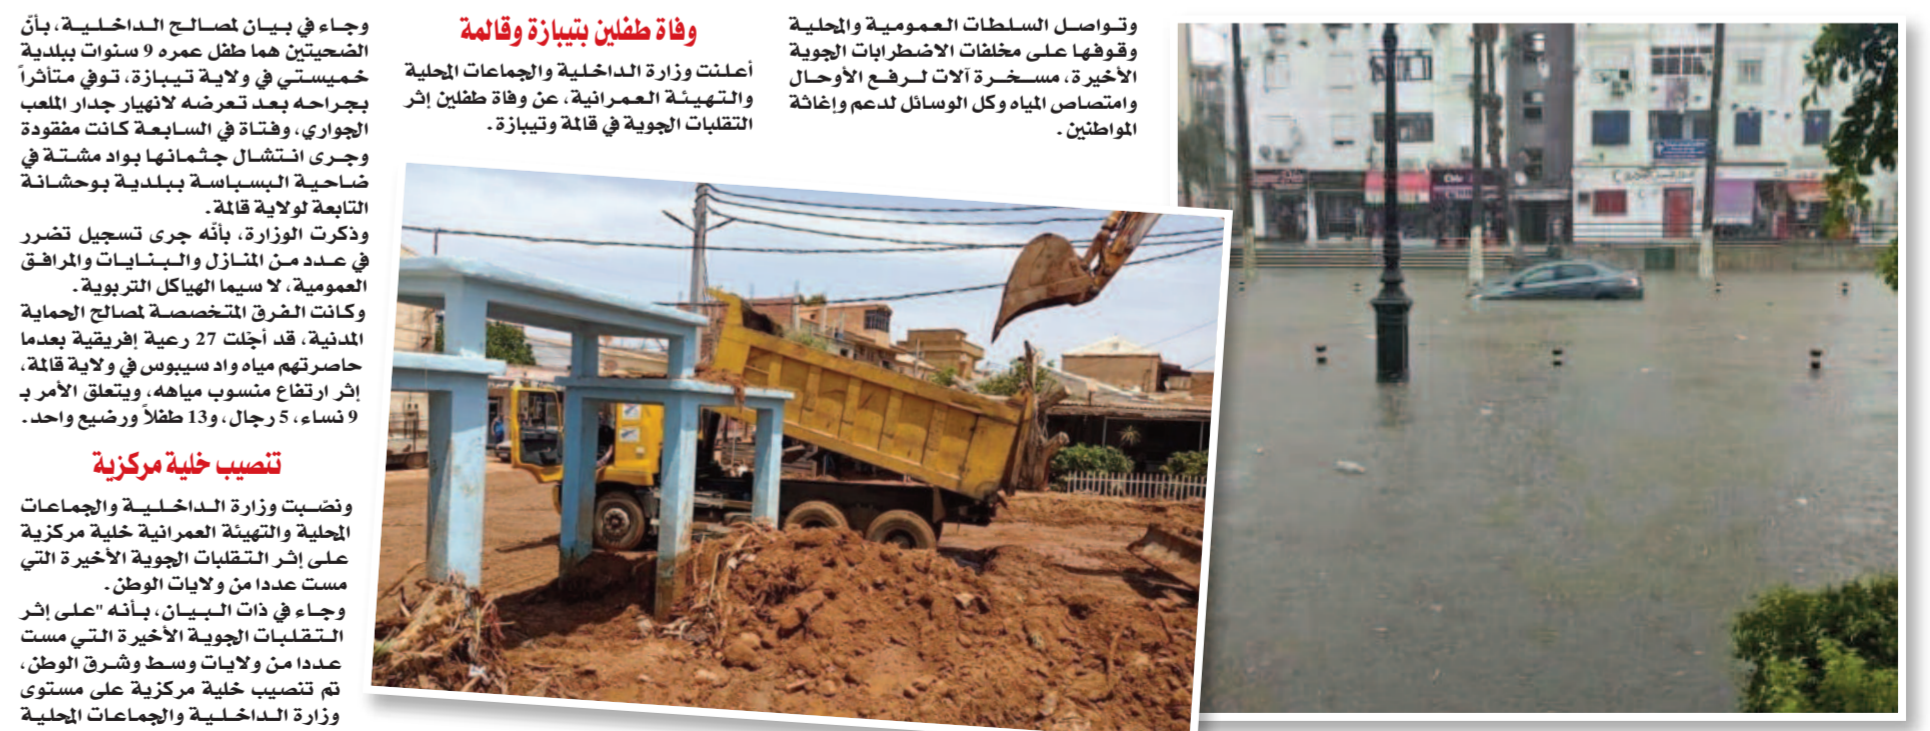 وتواصل السلطات العمومية والمحلية
وقوفها على مخلفات الاضطرابات الجوية
الأخيرة، مسخرة آلات لرفع الأوحال
وامتصاص المياه وكل الوسائل لدعم وإغاثة
المواطنين.
وفاة طفلين بتيبازة وقالمة
أعلنت وزارة الداخلية والجماعات المحلية
والتهيئة العمرانية، عن وفاة طفلين إثر
التقلبات الجوية في قالمة وتيبازة.
وجاء في بيان لمصالح الداخلية، بأنّ
الضحيتين هما طفل عمره 9 سنوات ببلدية
خميستي في ولاية تيبازة، توفي متأثراً
بجراحه بعد تعرضه لانهيار جدار الملعب
الجواري، وفتاة في السابعة كانت مفقودة
وجرى انتشال جثمانها بواد مشتة في
ضاحية البسباسة ببلدية بوحشانة
التابعة لولاية قالمة.
وذكرت الوزارة، بأنّه جرى تسجيل تضرر
في عدد من المنازل والبنايات والمرافق
العمومية، لا سيما الهياكل التربوية.
وكانت الفرق المتخصصة لمصالح الحماية
المدنية، قد أجّلت 27 رعية إفريقية بعدما
حاصرتهم مياه واد سيبوس في ولاية قالمة،
إثر ارتفاع منسوب مياهه، ويتعلق الأمر بـ
9 نساء، 5 رجال، و13 طفلاً ورضيع واحد.
تنصيب خلية مركزية
ونصّبت وزارة الداخلية والجماعات
المحلية والتهيئة العمرانية خلية مركزية
على إثر التقلبات الجوية الأخيرة التي
مست عددا من ولايات الوطن.
وجاء في ذات البيان، بأنه "على إثر
التقلبات الجوية الأخيرة التي مست
عددا من ولايات وسط وشرق الوطن،
تم تنصيب خلية مركزية على مستوى
وزارة الداخلية والجماعات المحلية